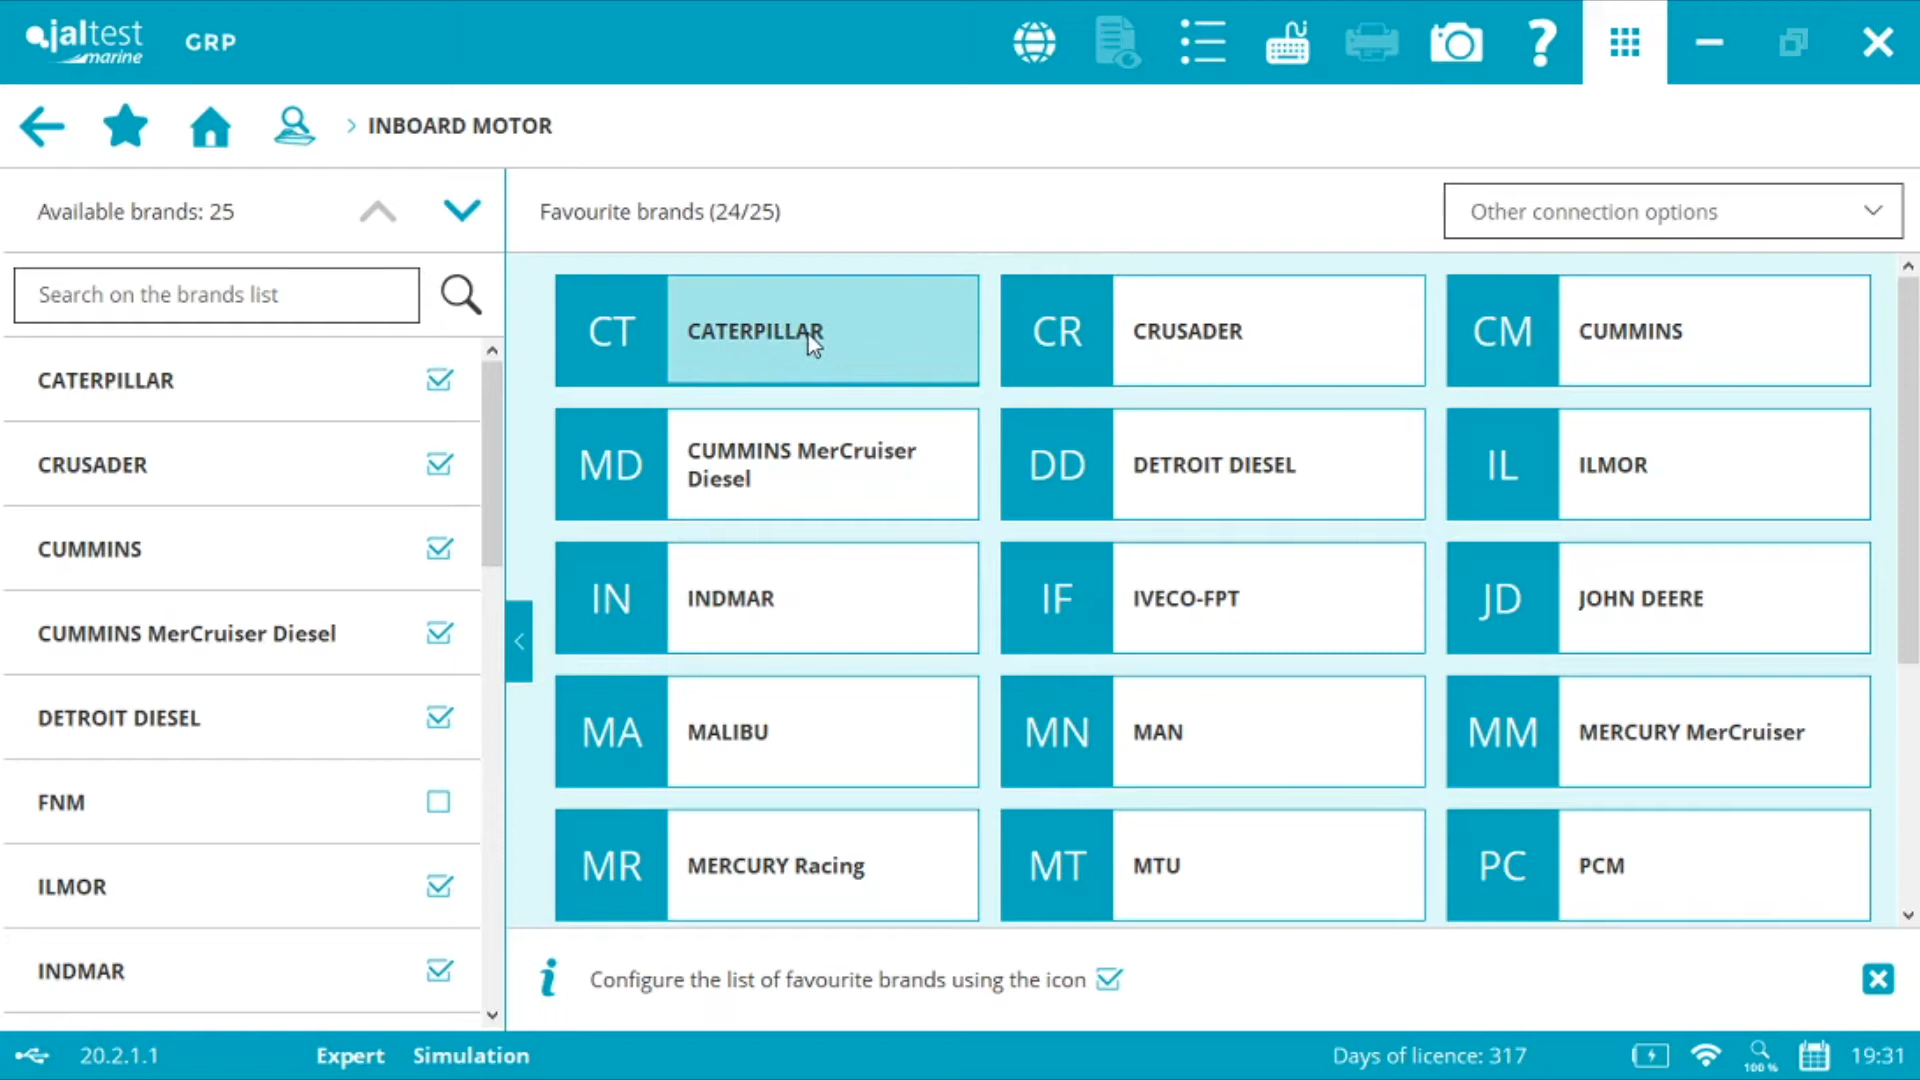 jaltest
marine
GRP
> INBOARD MOTOR
Available brands: 25
Favourite brands (24/25)
Other connection options
Search on the brands list
CATERPILLAR
CRUSADER
CUMMINS
CUMMINS MerCruiser Diesel
DETROIT DIESEL
FNM
ILMOR
INDMAR
CT CATERPILLAR
CR CRUSADER
CM CUMMINS
MD CUMMINS MerCruiser
Diesel
DD DETROIT DIESEL
IL ILMOR
IN INDMAR
IF IVECO-FPT
JD JOHN DEERE
MA MALIBU
MN MAN
MM MERCURY MerCruiser
MR MERCURY Racing
MT MTU
PC PCM
Configure the list of favourite brands using the icon
20.2.1.1
Expert
Simulation
Days of licence: 317
100 %
19:31